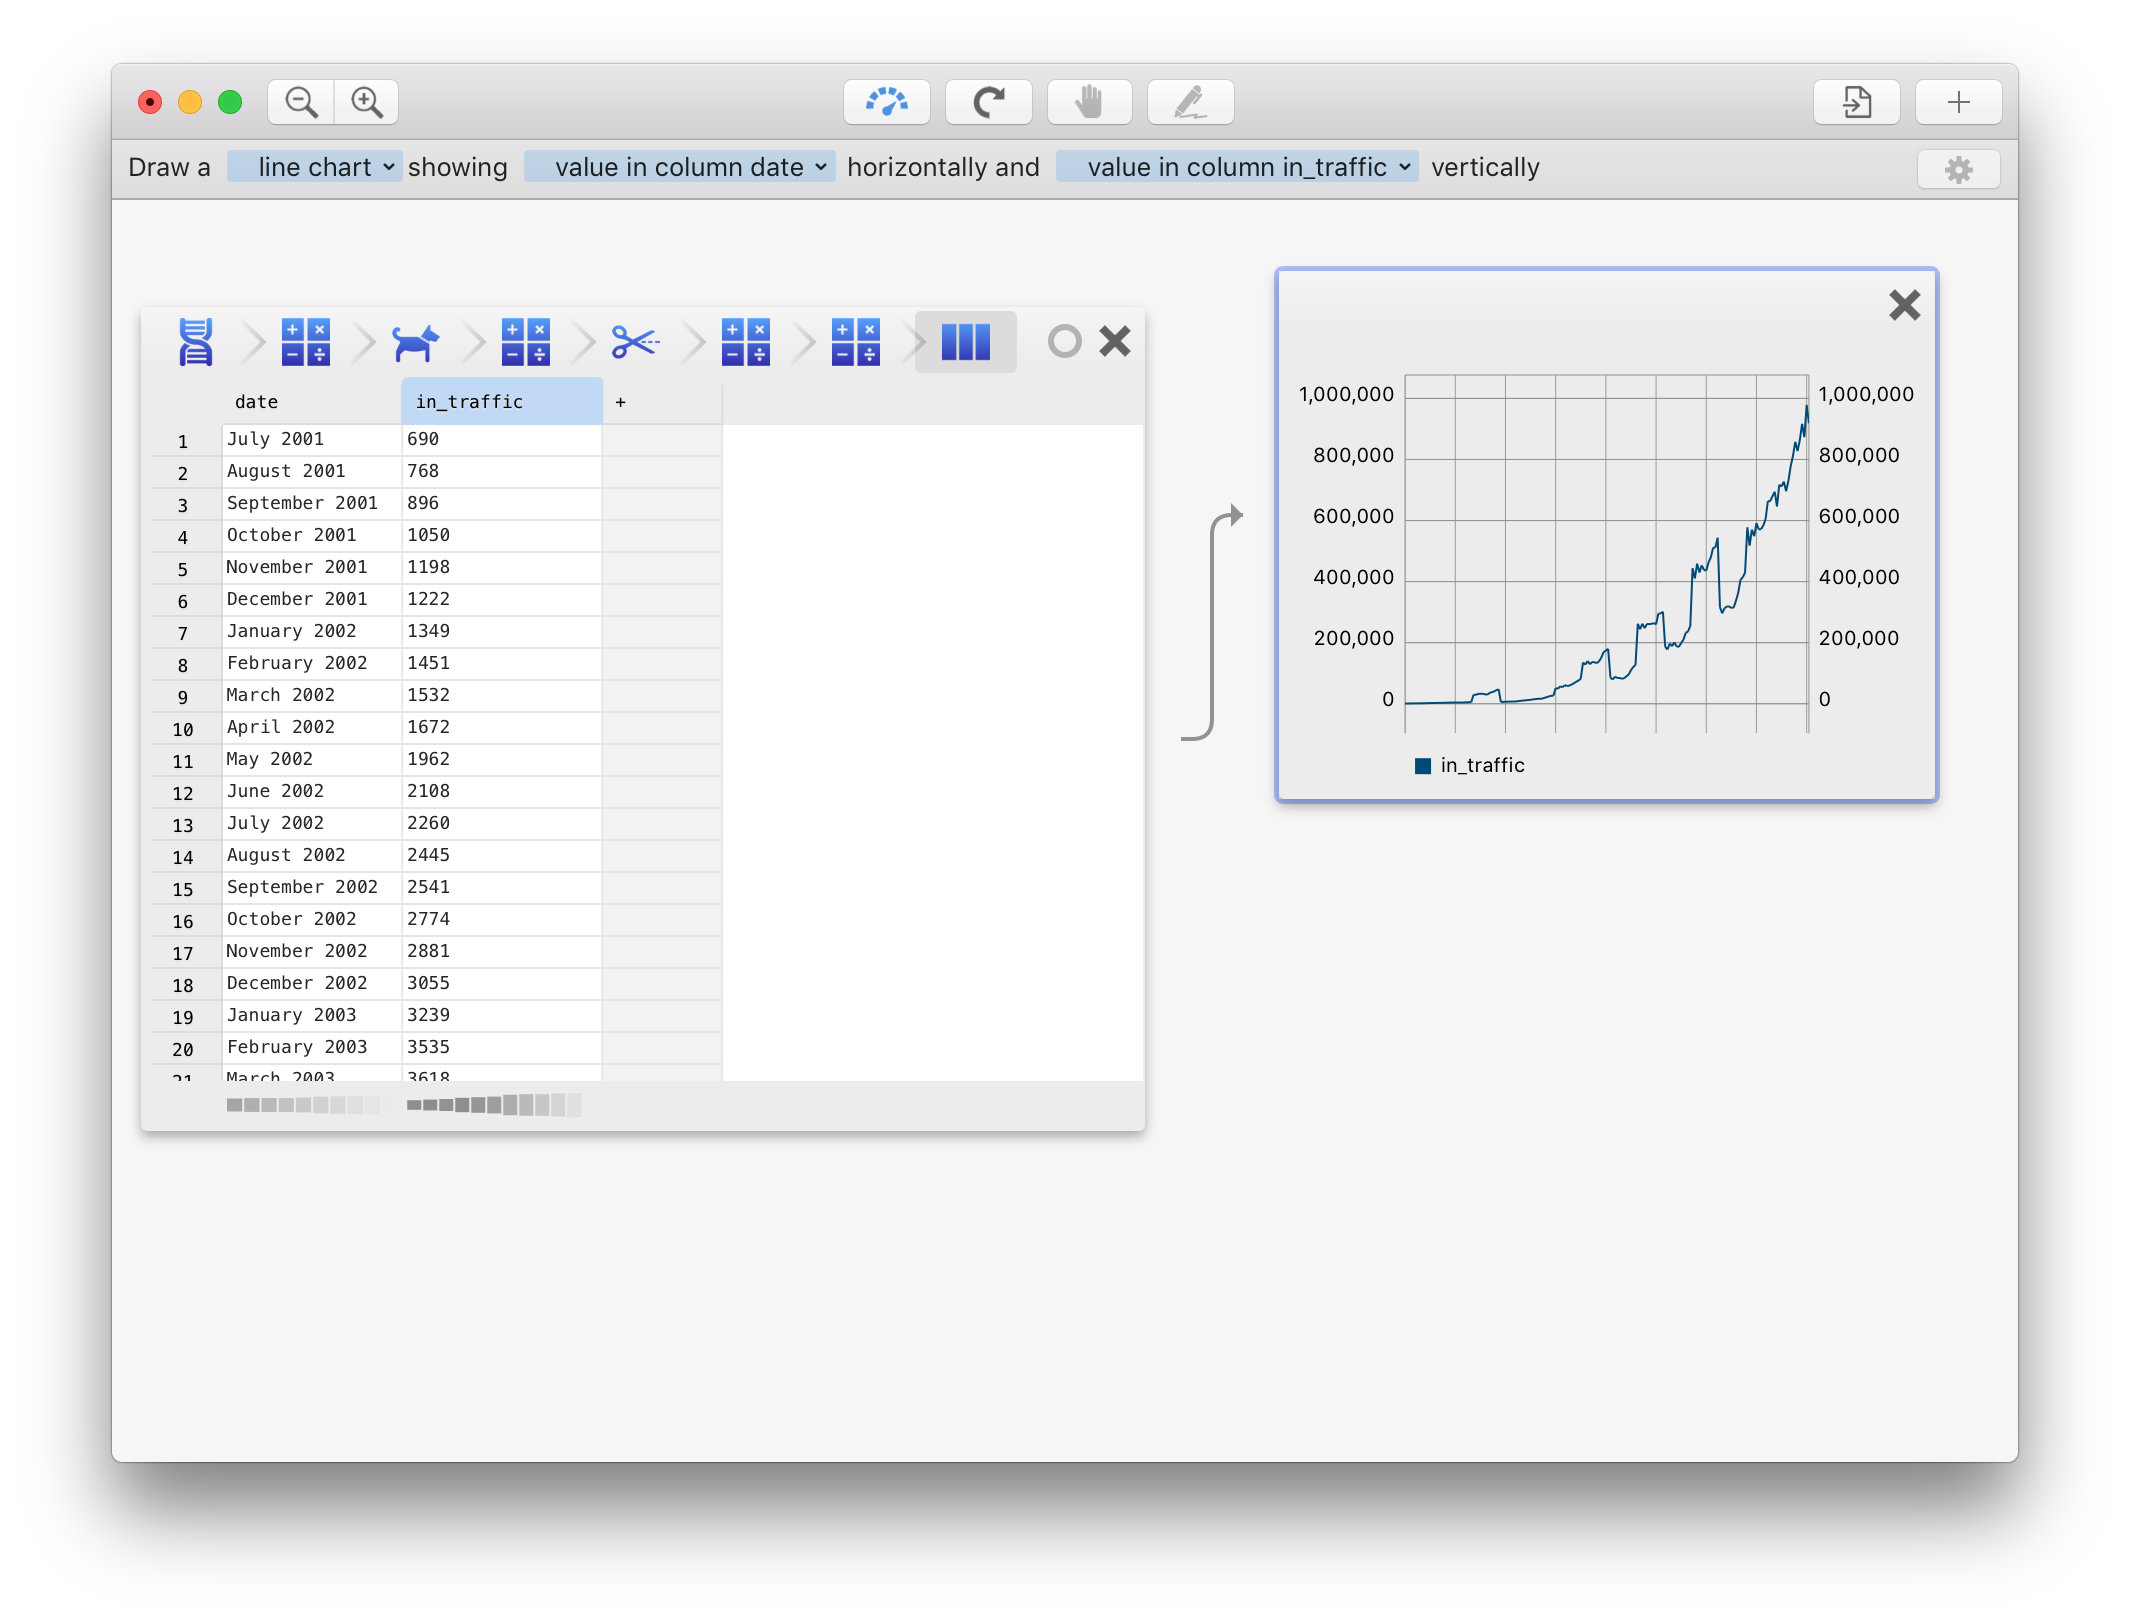 Draw a line chart showing value in column date horizontally and value in column in_traffic vertically
date in_traffic +
1 July 2001 690
2 August 2001 768
3 September 2001 896
4 October 2001 1050
5 November 2001 1198
6 December 2001 1222
7 January 2002 1349
8 February 2002 1451
9 March 2002 1532
10 April 2002 1672
11 May 2002 1962
12 June 2002 2108
13 July 2002 2260
14 August 2002 2445
15 September 2002 2541
16 October 2002 2774
17 November 2002 2881
18 December 2002 3055
19 January 2003 3239
20 February 2003 3535
21 March 2003 3618
1,000,000 1,000,000
800,000 800,000
600,000 600,000
400,000 400,000
200,000 200,000
0 0
in_traffic